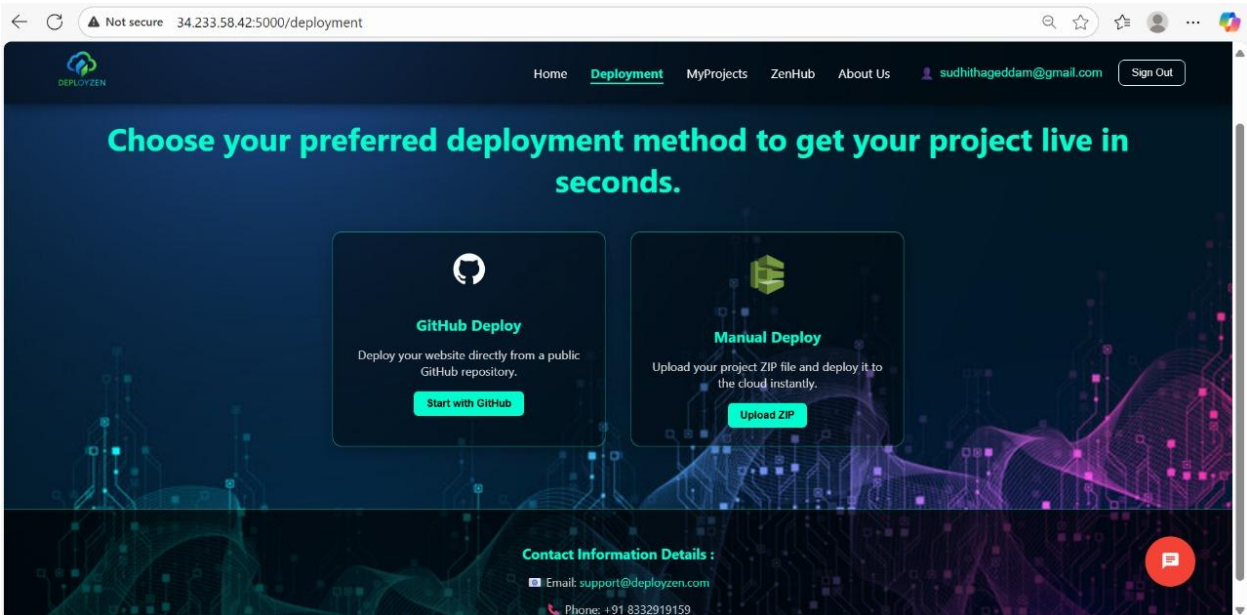 Not secure 34.233.58.42:5000/deployment
DEPLOYZEN
Home Deployment MyProjects ZenHub About Us sudhithageddam@gmail.com Sign Out
Choose your preferred deployment method to get your project live in
seconds.
GitHub Deploy
Deploy your website directly from a public
GitHub repository.
Start with GitHub
Manual Deploy
Upload your project ZIP file and deploy it to
the cloud instantly.
Upload ZIP
Contact Information Details :
Email: support@deployzen.com
Phone: +91 8332919159